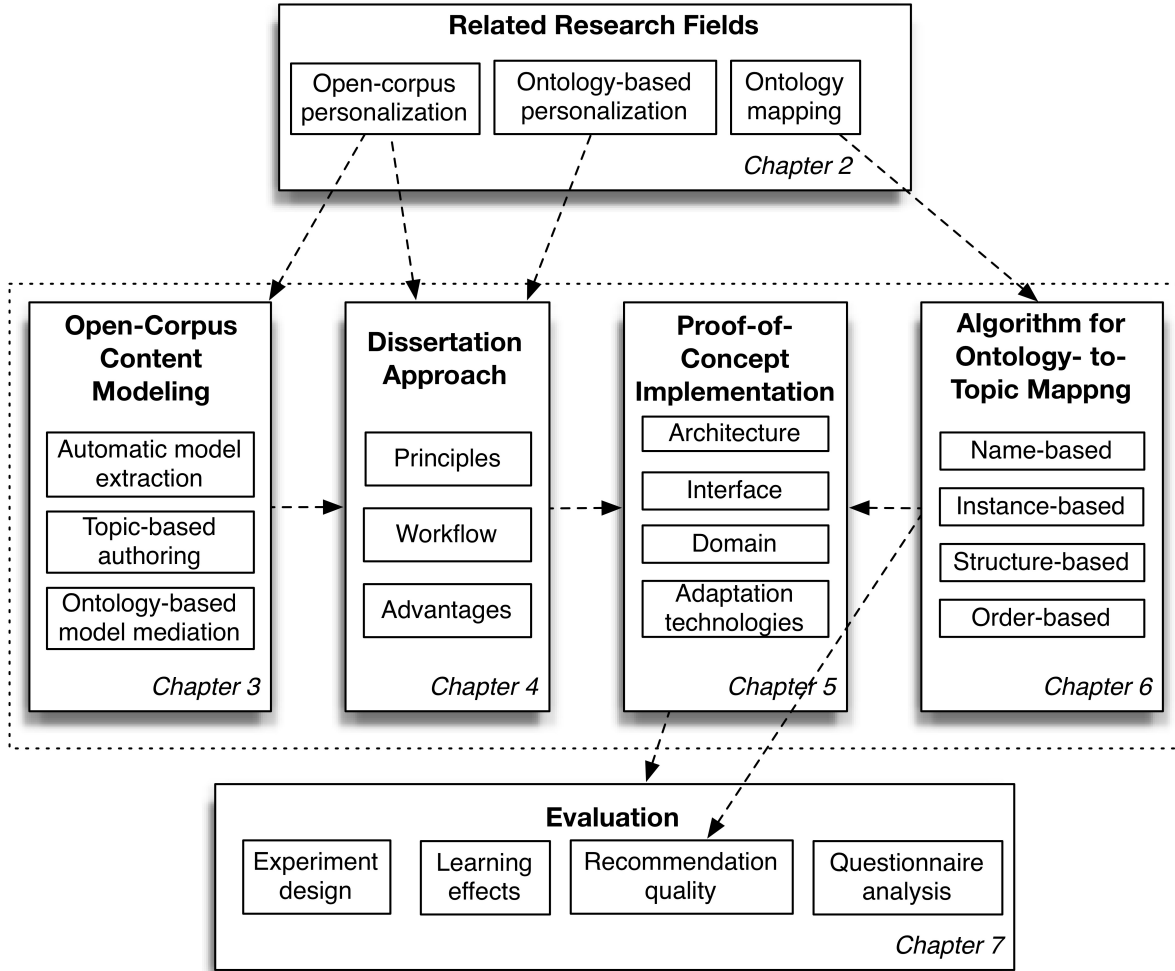 Related Research Fields
Open-corpus
personalization
Ontology-based
personalization
Ontology
mapping
Chapter 2
Open-Corpus
Content
Modeling
Automatic model
extraction
Topic-based
authoring
Ontology-based
model mediation
Chapter 3
Dissertation
Approach
Principles
Workflow
Advantages
Chapter 4
Proof-of-
Concept
Implementation
Architecture
Interface
Domain
Adaptation
technologies
Chapter 5
Algorithm for
Ontology- to-
Topic Mappng
Name-based
Instance-based
Structure-based
Order-based
Chapter 6
Evaluation
Experiment
design
Learning
effects
Recommendation
quality
Questionnaire
analysis
Chapter 7